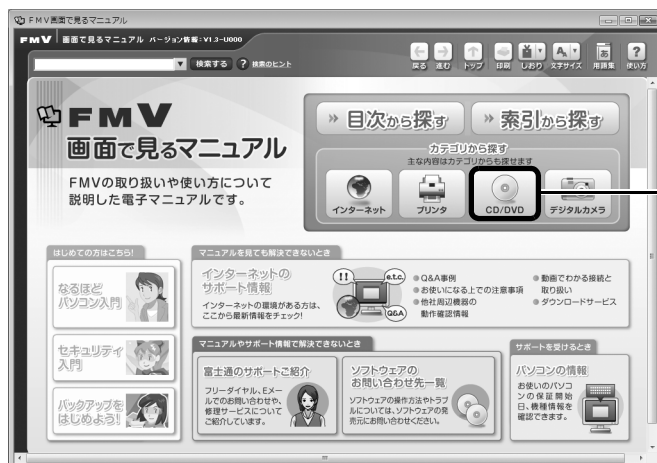 FMV画面で見るマニュアル
FMV 画面で見るマニュアル バージョン情報：V1.3-U000
検索する ? 検索のヒント
戻る 進む トップ 印刷 しおり 文字サイズ 用語集 使い方
FMV
画面で見るマニュアル
FMVの取り扱いや使い方について
説明した電子マニュアルです。
» 目次から探す » 索引から探す
カテゴリから探す
主な内容はカテゴリからも探せます
インターネット プリンタ CD/DVD デジタルカメラ
はじめての方はこちら!
なるほど
パソコン入門
セキュリティ
入門
バックアップを
はじめよう!
マニュアルを見ても解決できないとき
インターネットの
サポート情報
インターネットの環境がある方は、
ここから最新情報をチェック!
!! e.t.c. Q&A
Q&A事例
お使いになる上での注意事項
他社周辺機器の
動作確認情報
動画でわかる接続と
取り扱い
ダウンロードサービス
マニュアルやサポート情報で解決できないとき
富士通のサポートご紹介
フリーダイヤル、Eメー
ルでのお問い合わせや、
修理サービスについて
ご紹介しています。
ソフトウェアの
お問い合わせ先一覧
ソフトウェアの操作方法やトラブ
ルについては、ソフトウェアの発
売元にお問い合わせください。
サポートを受けるとき
パソコンの情報
お使いのパソコ
ンの保証開始
日、機種情報を
確認できます。